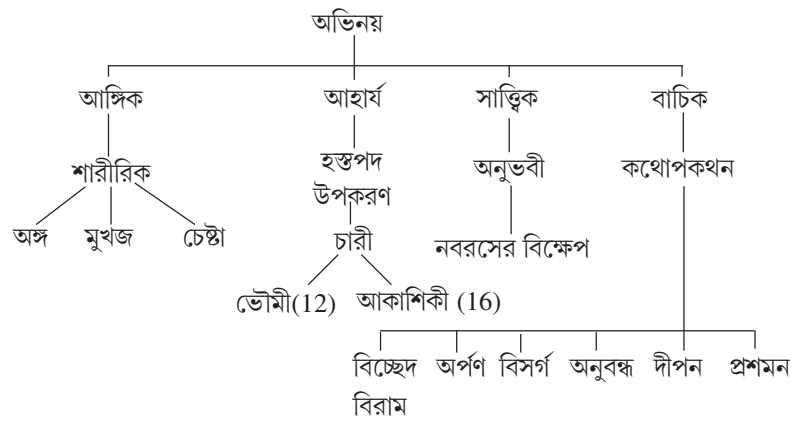 অভিনয়
আঙ্গিক আহার্য সাত্ত্বিক বাচিক
শারীরিক হস্তপদ অনুভবী কথোপকথন
উপকরণ
অঙ্গ মুখজ চেষ্টা চারী নবরসের বিক্ষেপ
ভৌমী(12) আকাশিকী (16)
বিচ্ছেদ অর্পণ বিসর্গ অনুবন্ধ দীপন প্রশমন
বিরাম